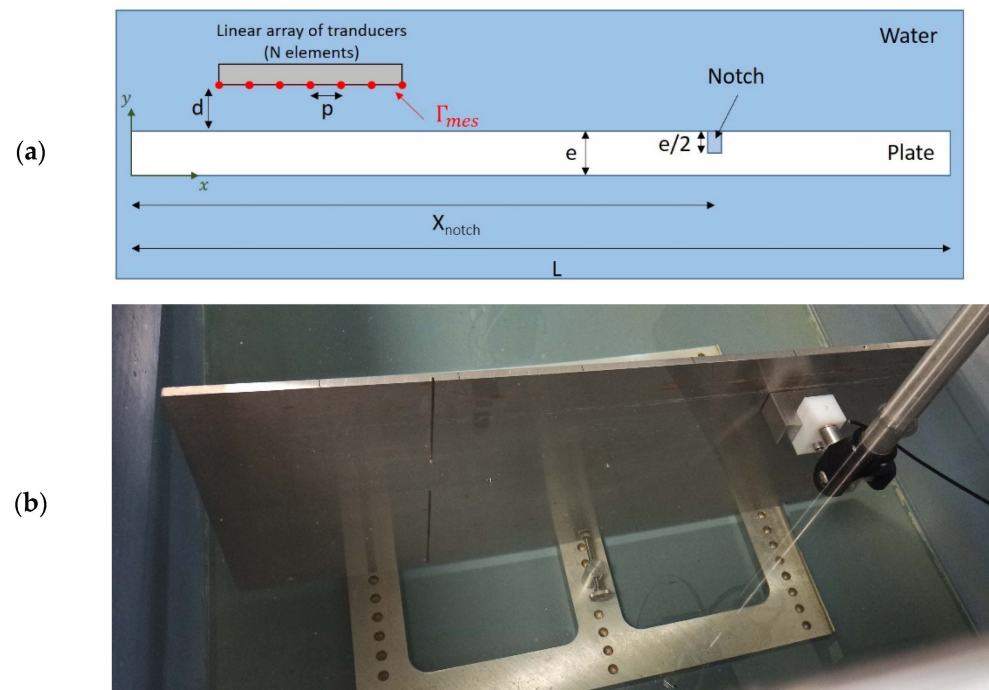 Linear array of tranducers
(N elements)
Water
d
p
Γmes
Notch
y
(a)
e
e/2
Plate
x
Xnotch
L
(b)